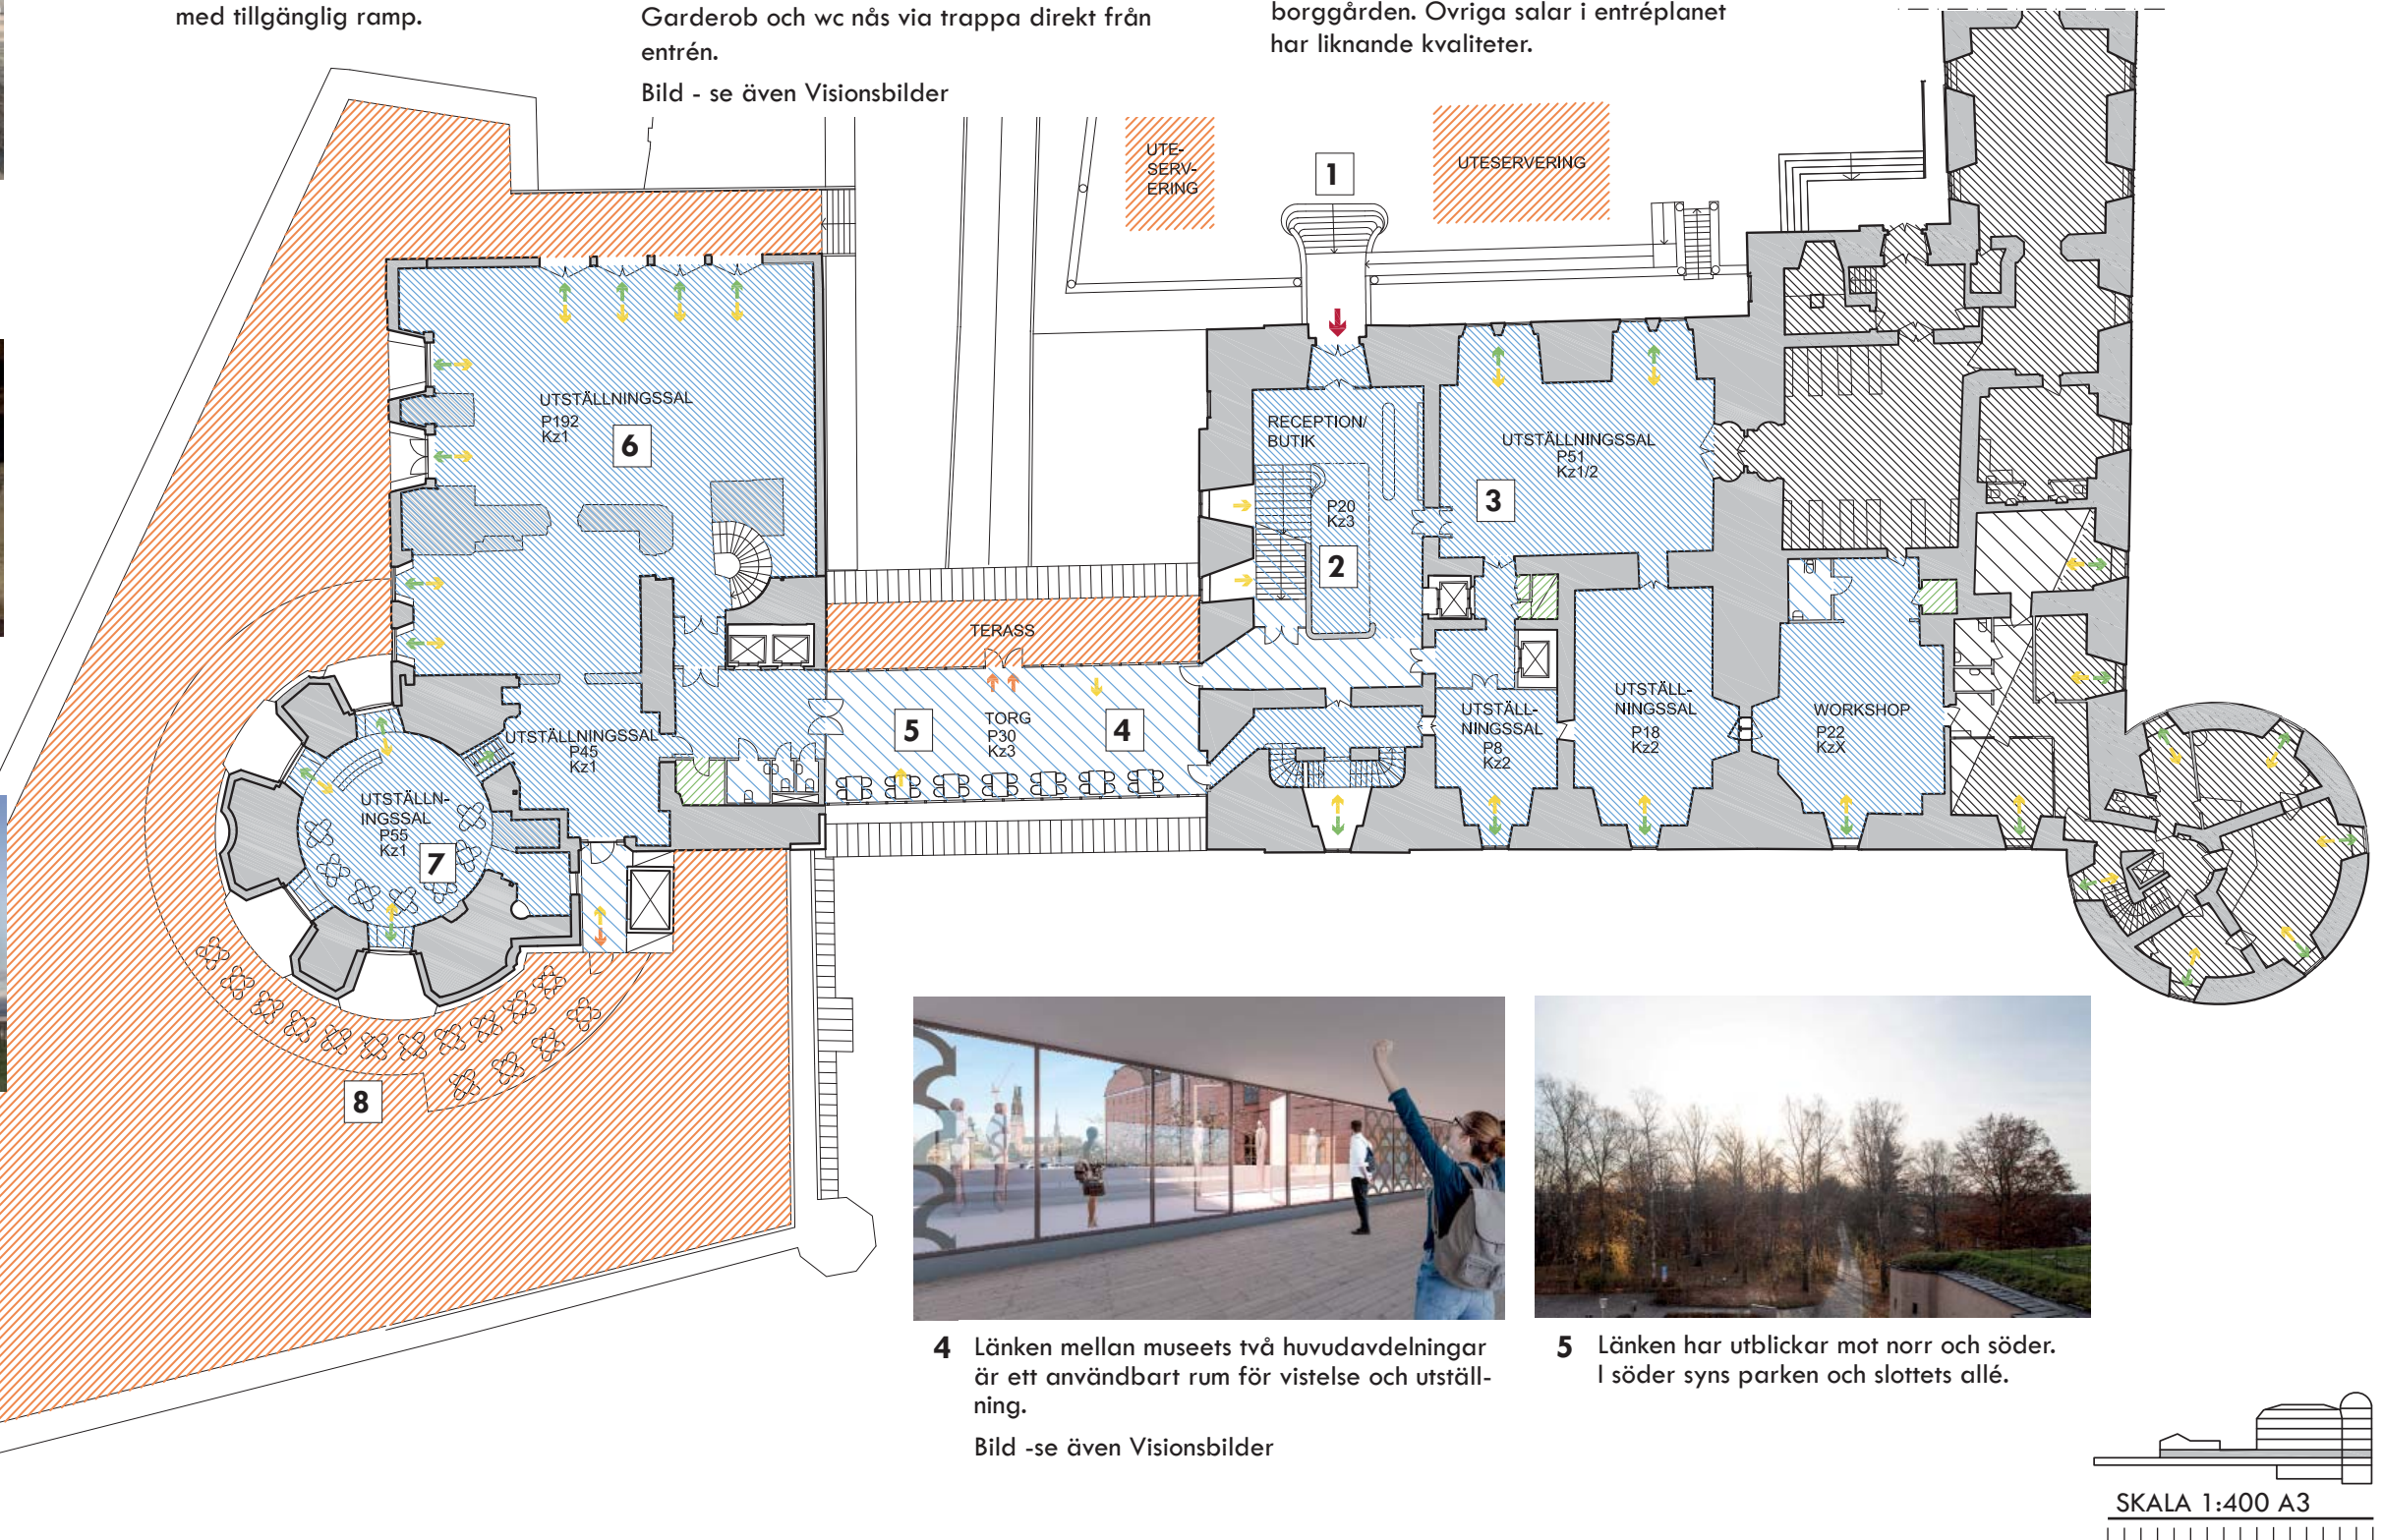 med tillgänglig ramp.
Garderob och wc nås via trappa direkt från
entrén.
Bild - se även Visionsbilder
borggården. Övriga salar i entréplanet
har liknande kvaliteter.
UTE-
SERV-
ERING
1
UTESERVERING
UTSTÄLLNINGSSAL
P192
Kz1
6
RECEPTION/
BUTIK
P20
Kz3
2
UTSTÄLLNINGSSAL
P51
Kz1/2
3
TERASS
5
TORG
P30
Kz3
4
UTSTÄLLNINGSSAL
P45
Kz1
UTSTÄLL-
NINGSSAL
P8
Kz2
UTSTÄLL-
NINGSSAL
P18
Kz2
WORKSHOP
P22
KzX
UTSTÄLLN-
INGSSAL
P55
Kz1
7
8
4 Länken mellan museets två huvudavdelningar
är ett användbart rum för vistelse och utställ-
ning.
Bild -se även Visionsbilder
5 Länken har utblickar mot norr och söder.
I söder syns parken och slottets allé.
SKALA 1:400 A3